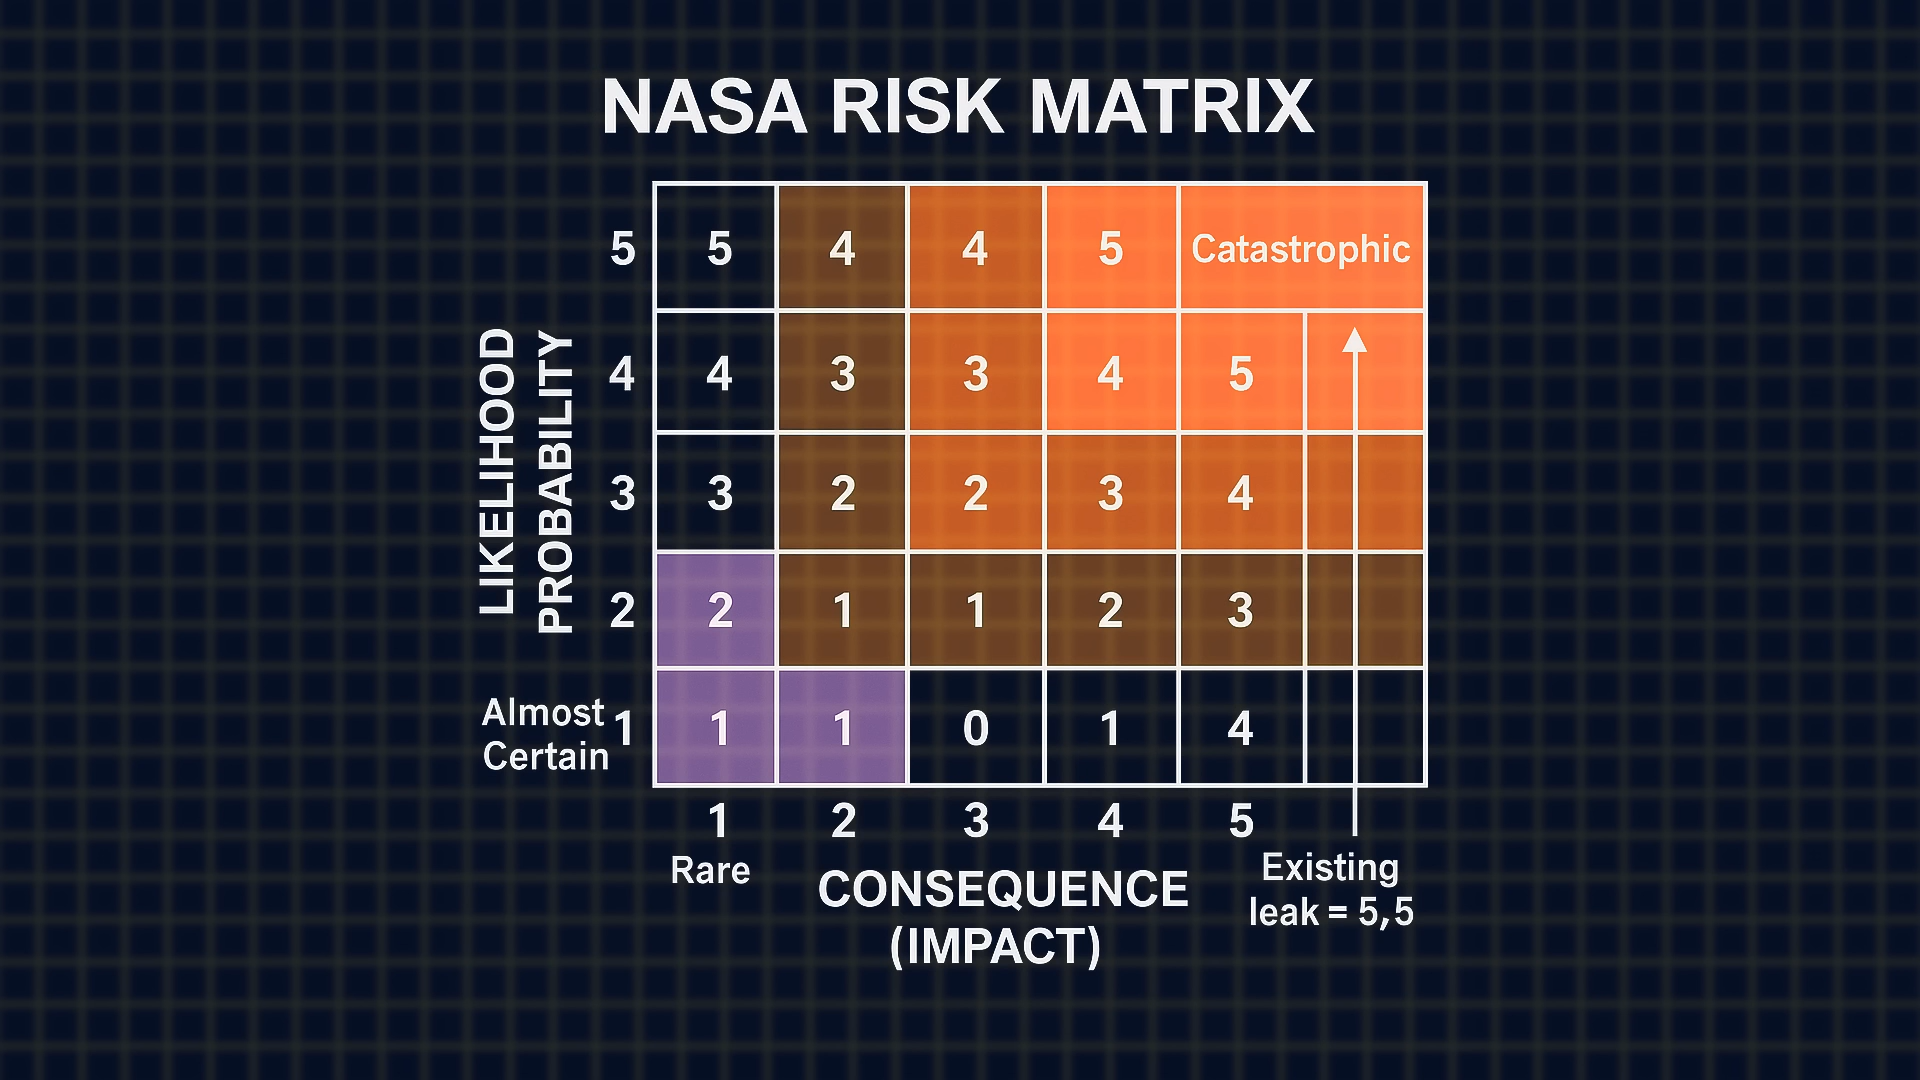 NASA RISK MATRIX
LIKELIHOOD
PROBABILITY
5 5 4 4 5 Catastrophic
4 4 3 3 4 5
3 3 2 2 3 4
2 2 1 1 2 3
Almost
Certain
1 1 1 0 1 4
1 2 3 4 5
Rare
CONSEQUENCE
(IMPACT)
Existing
leak = 5,5